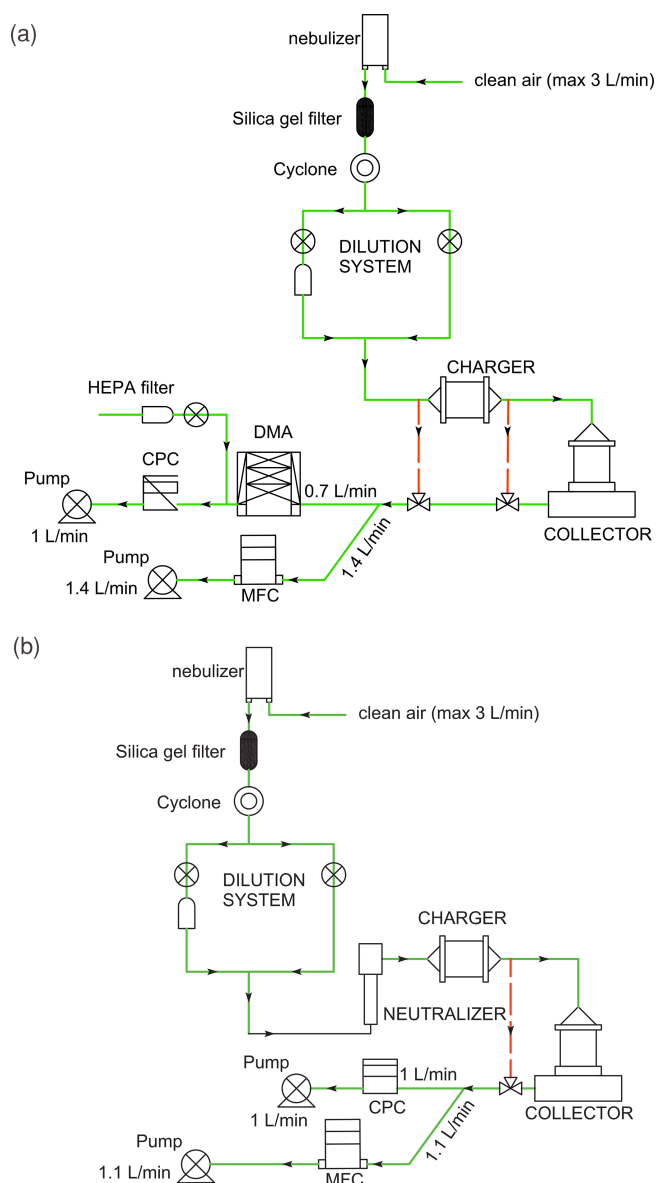 (a)
nebulizer
clean air (max 3 L/min)
Silica gel filter
Cyclone
DILUTION
SYSTEM
CHARGER
HEPA filter
DMA
CPC
Pump
0.7 L/min
1 L/min
COLLECTOR
Pump
1.4 L/min
1.4 L/min
MFC
(b)
nebulizer
clean air (max 3 L/min)
Silica gel filter
Cyclone
DILUTION
SYSTEM
CHARGER
NEUTRALIZER
Pump
1 L/min
CPC
1 L/min
COLLECTOR
1.1 L/min
Pump
1.1 L/min
MFC